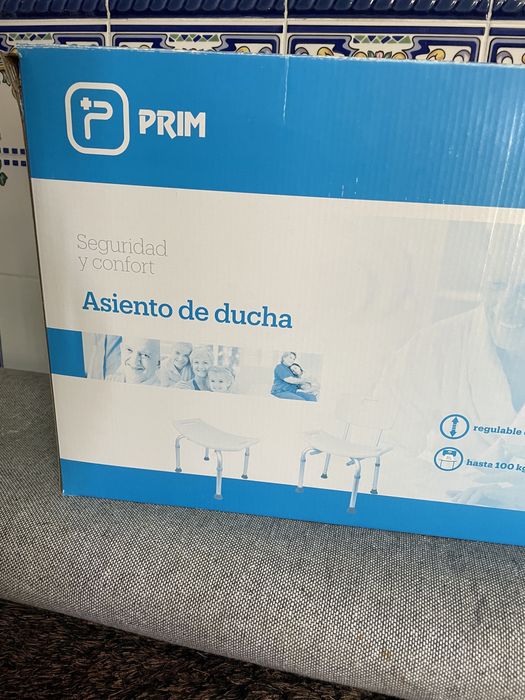 PRIM
Seguridad
y confort
Asiento de ducha
regulable
hasta 100 kg